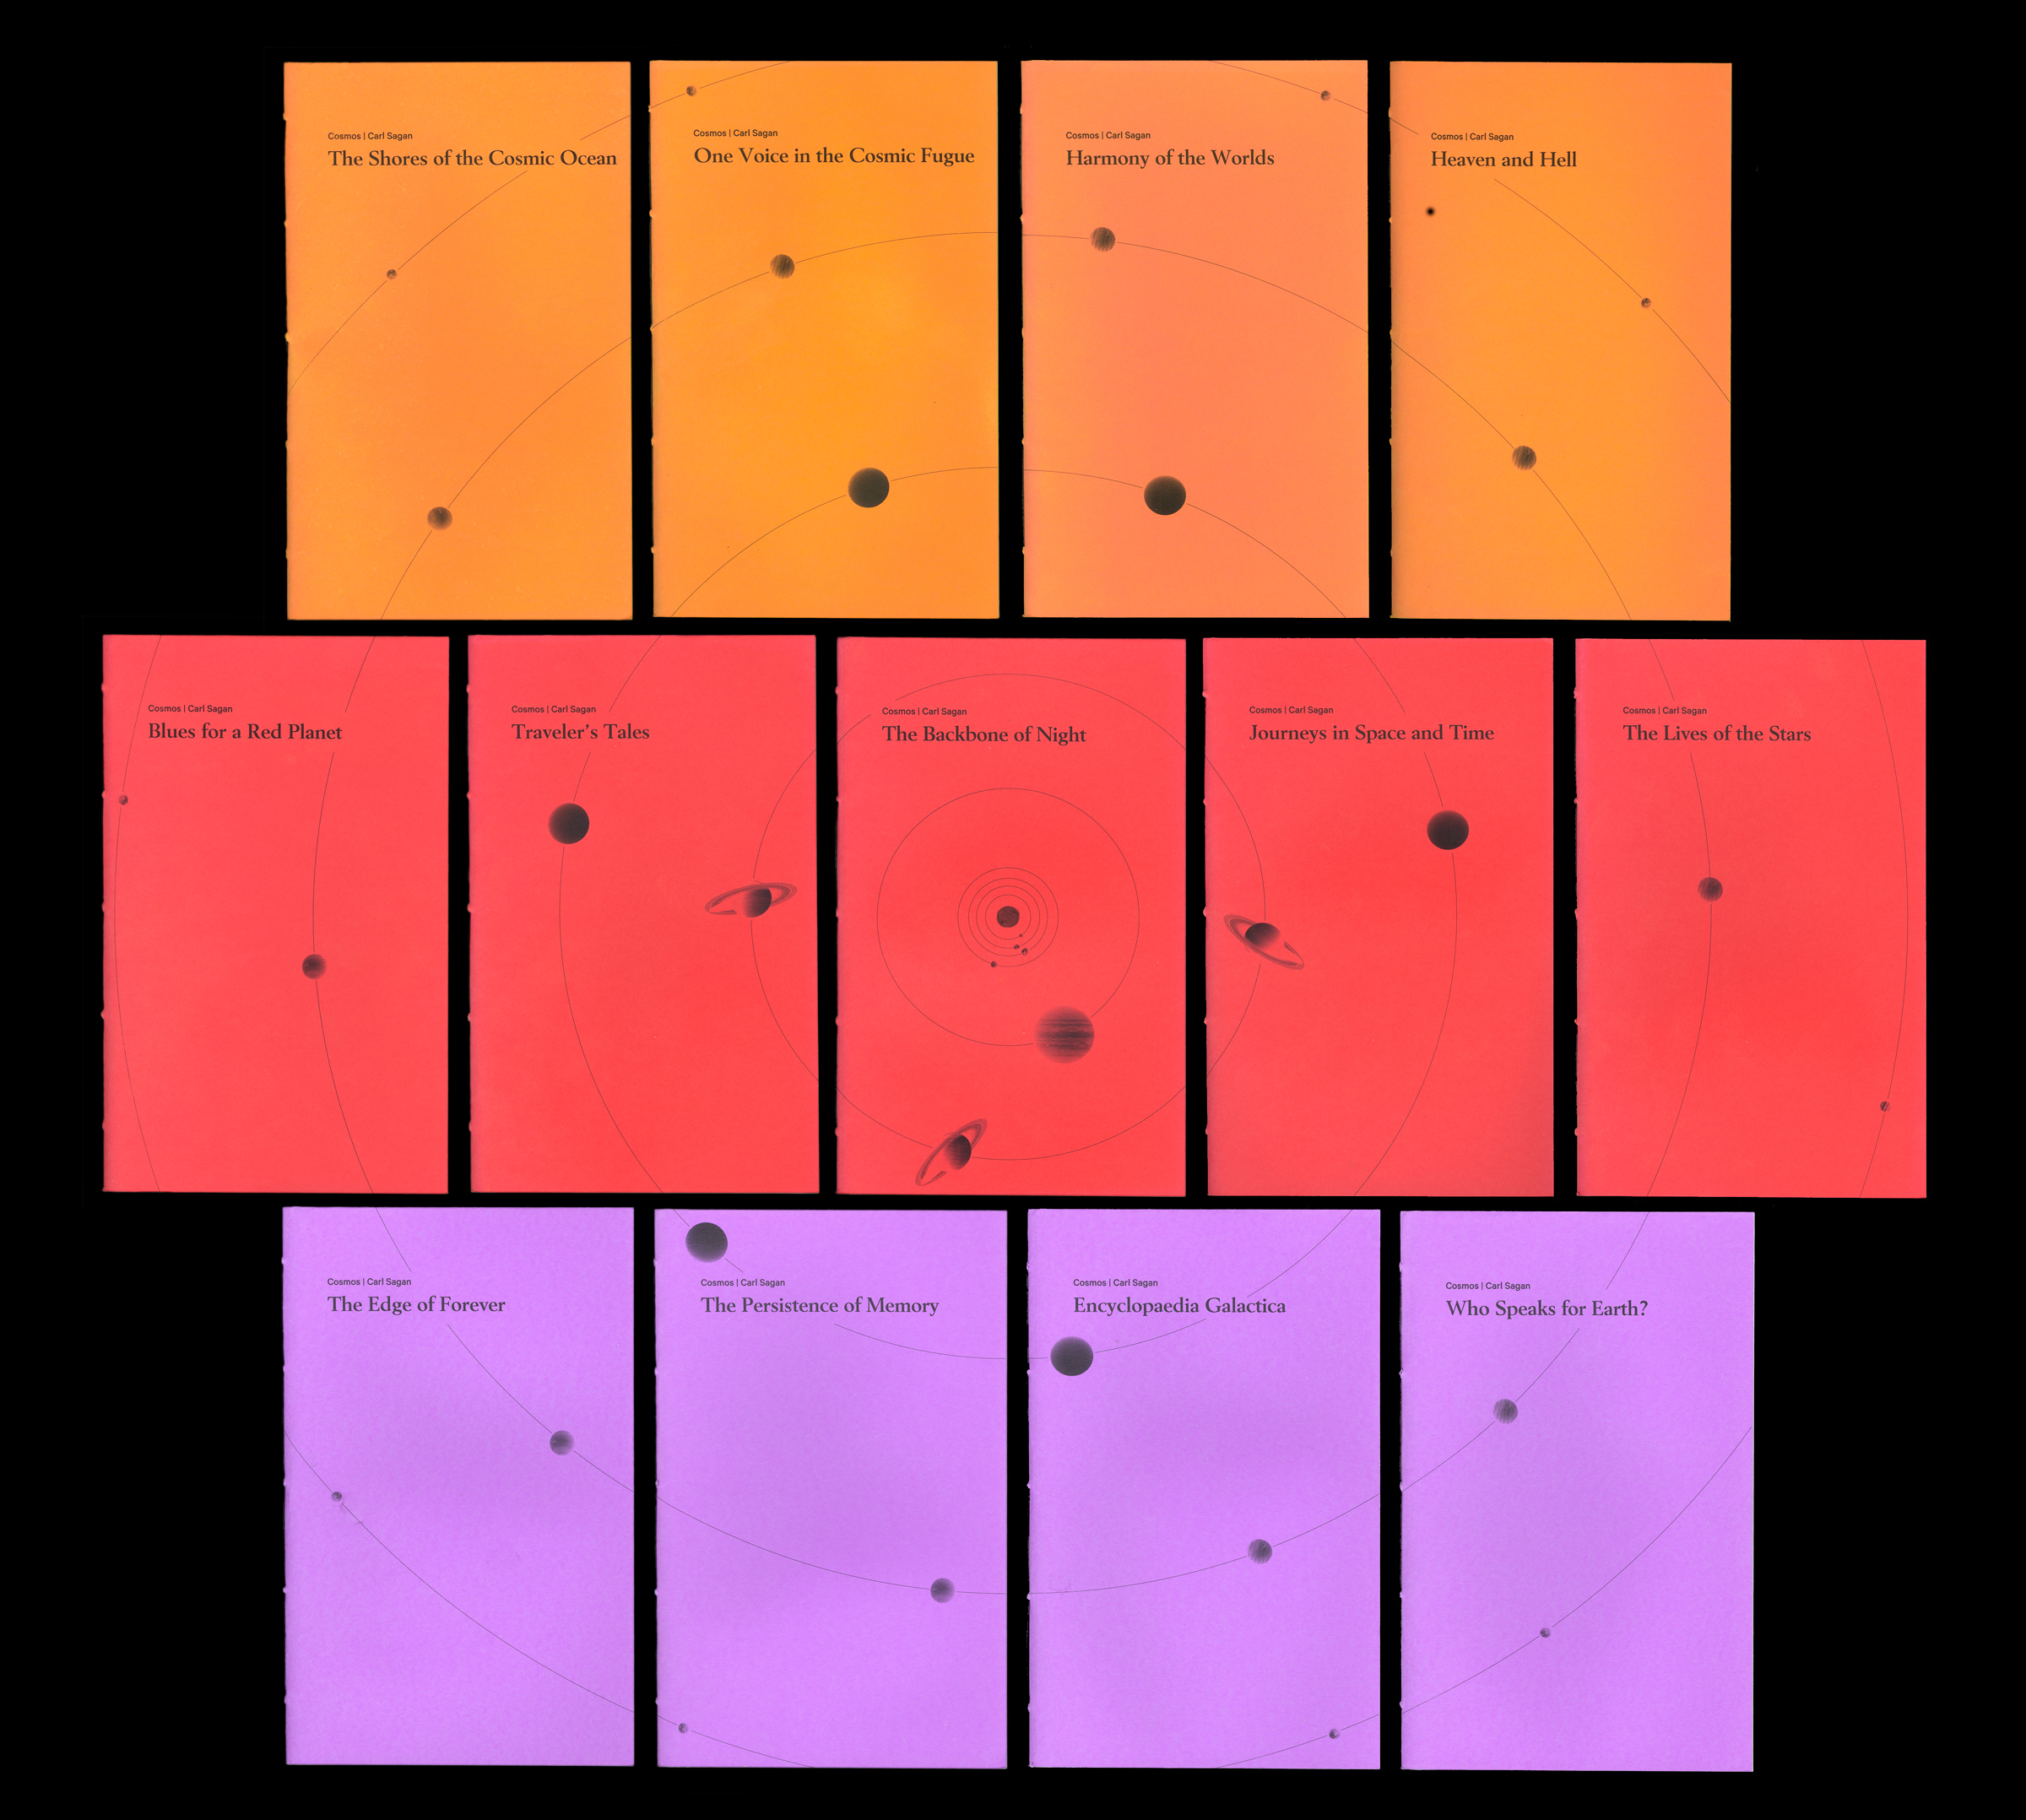 Cosmos | Carl Sagan
The Shores of the Cosmic Ocean
Cosmos | Carl Sagan
One Voice in the Cosmic Fugue
Cosmos | Carl Sagan
Harmony of the Worlds
Cosmos | Carl Sagan
Heaven and Hell
Cosmos | Carl Sagan
Blues for a Red Planet
Cosmos | Carl Sagan
Traveler's Tales
Cosmos | Carl Sagan
The Backbone of Night
Cosmos | Carl Sagan
Journeys in Space and Time
Cosmos | Carl Sagan
The Lives of the Stars
Cosmos | Carl Sagan
The Edge of Forever
Cosmos | Carl Sagan
The Persistence of Memory
Cosmos | Carl Sagan
Encyclopaedia Galactica
Cosmos | Carl Sagan
Who Speaks for Earth?